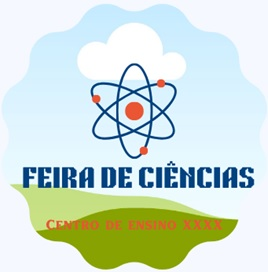 FEIRA DE CIÊNCIAS
CENTRO DE ENSINO XXXX